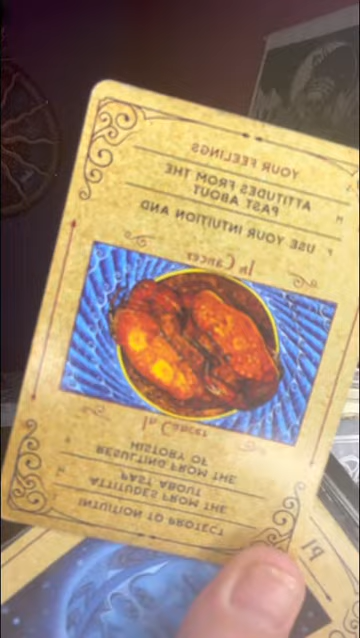 YOUR FEELINGS
ATTITUDES FROM THE
PAST ABOUT
USE YOUR INTUITION AND
In Cancer
In Cancer
HISTORY OF
RESULTING FROM THE
PAST ABOUT
ATTITUDES FROM THE
INTUITION TO PROTECT